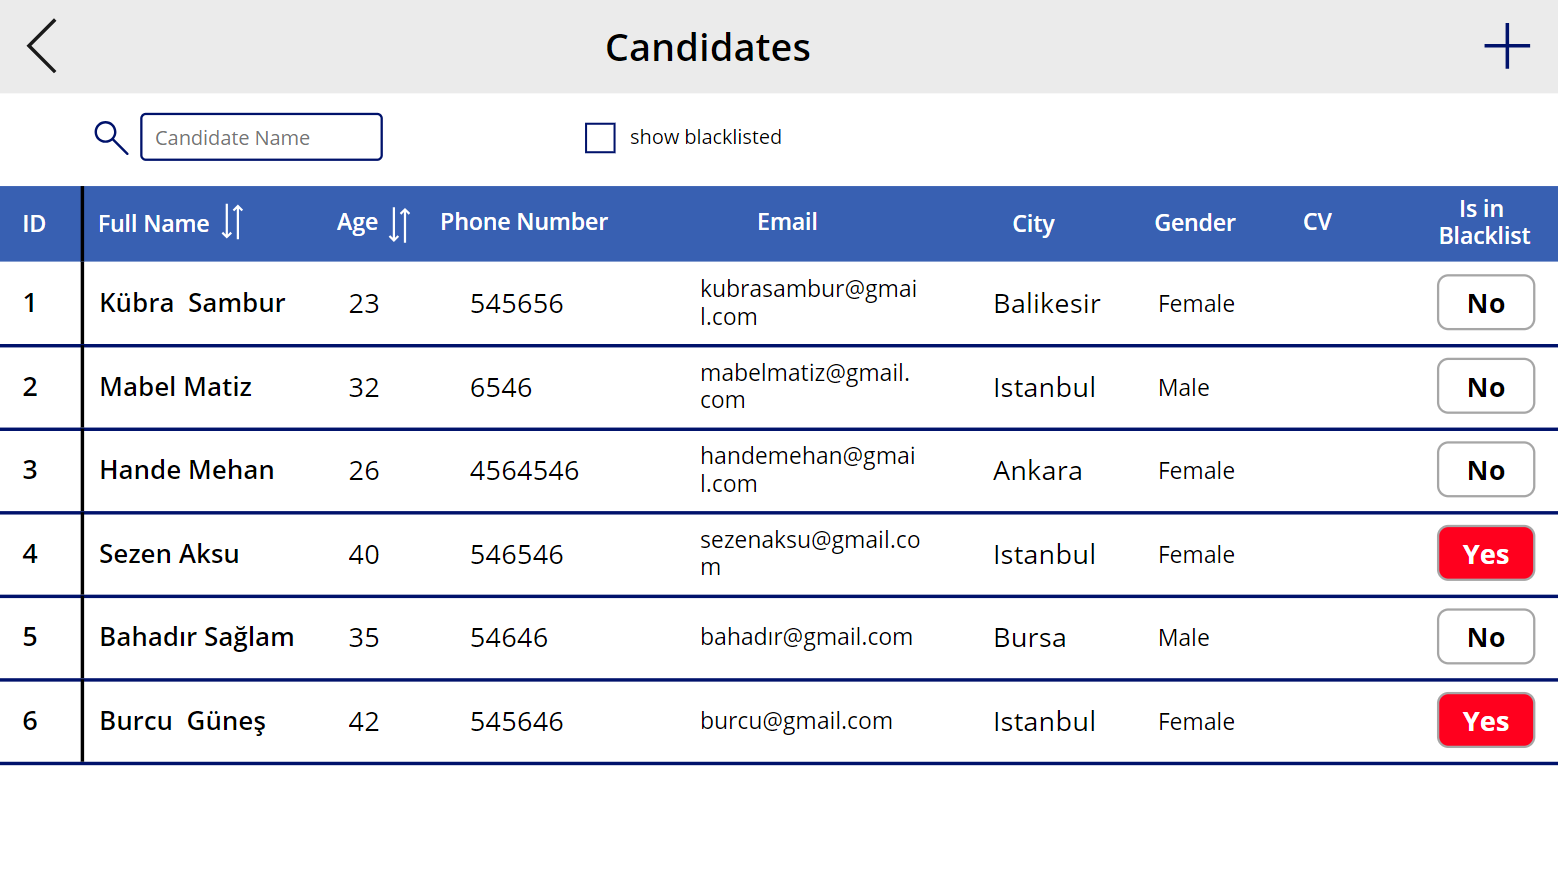 Candidates
Candidate Name
show blacklisted
ID Full Name Age Phone Number Email City Gender CV Is in
Blacklist
1 Kübra  Sambur 23 545656 kubrasambur@gmai
l.com Balikesir Female No
2 Mabel Matiz 32 6546 mabelmatiz@gmail.
com Istanbul Male No
3 Hande Mehan 26 4564546 handemehan@gmai
l.com Ankara Female No
4 Sezen Aksu 40 546546 sezenaksu@gmail.co
m Istanbul Female Yes
5 Bahadır Sağlam 35 54646 bahadır@gmail.com Bursa Male No
6 Burcu  Güneş 42 545646 burcu@gmail.com Istanbul Female Yes